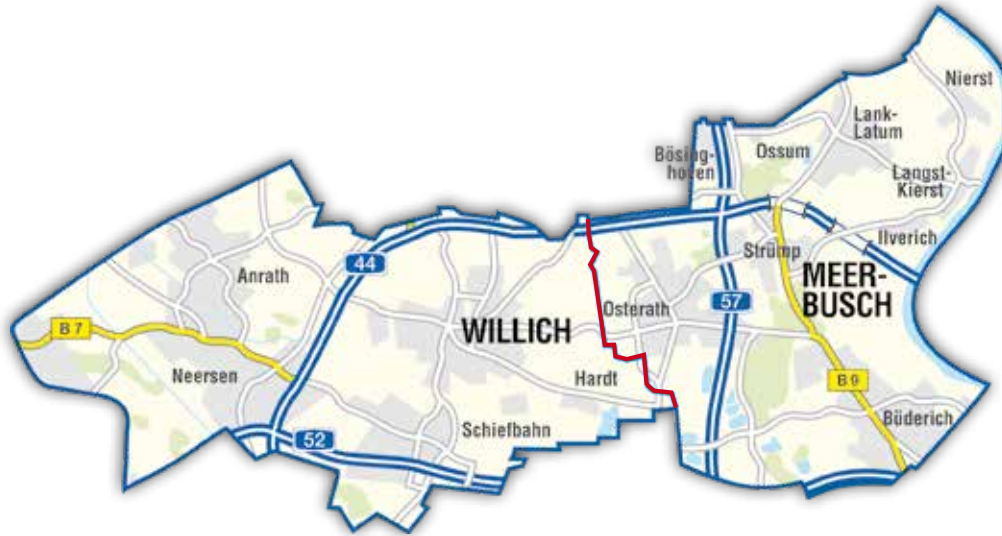 Nierst
Lank-
Latum
Bösing-
hoven
Ossum
Langst-
Kierst
Ilverich
Strümp
44
Anrath
MEER-
BUSCH
57
Osterath
B 7
WILLICH
Neersen
Hardt
B 9
Büderich
Schiefbahn
52